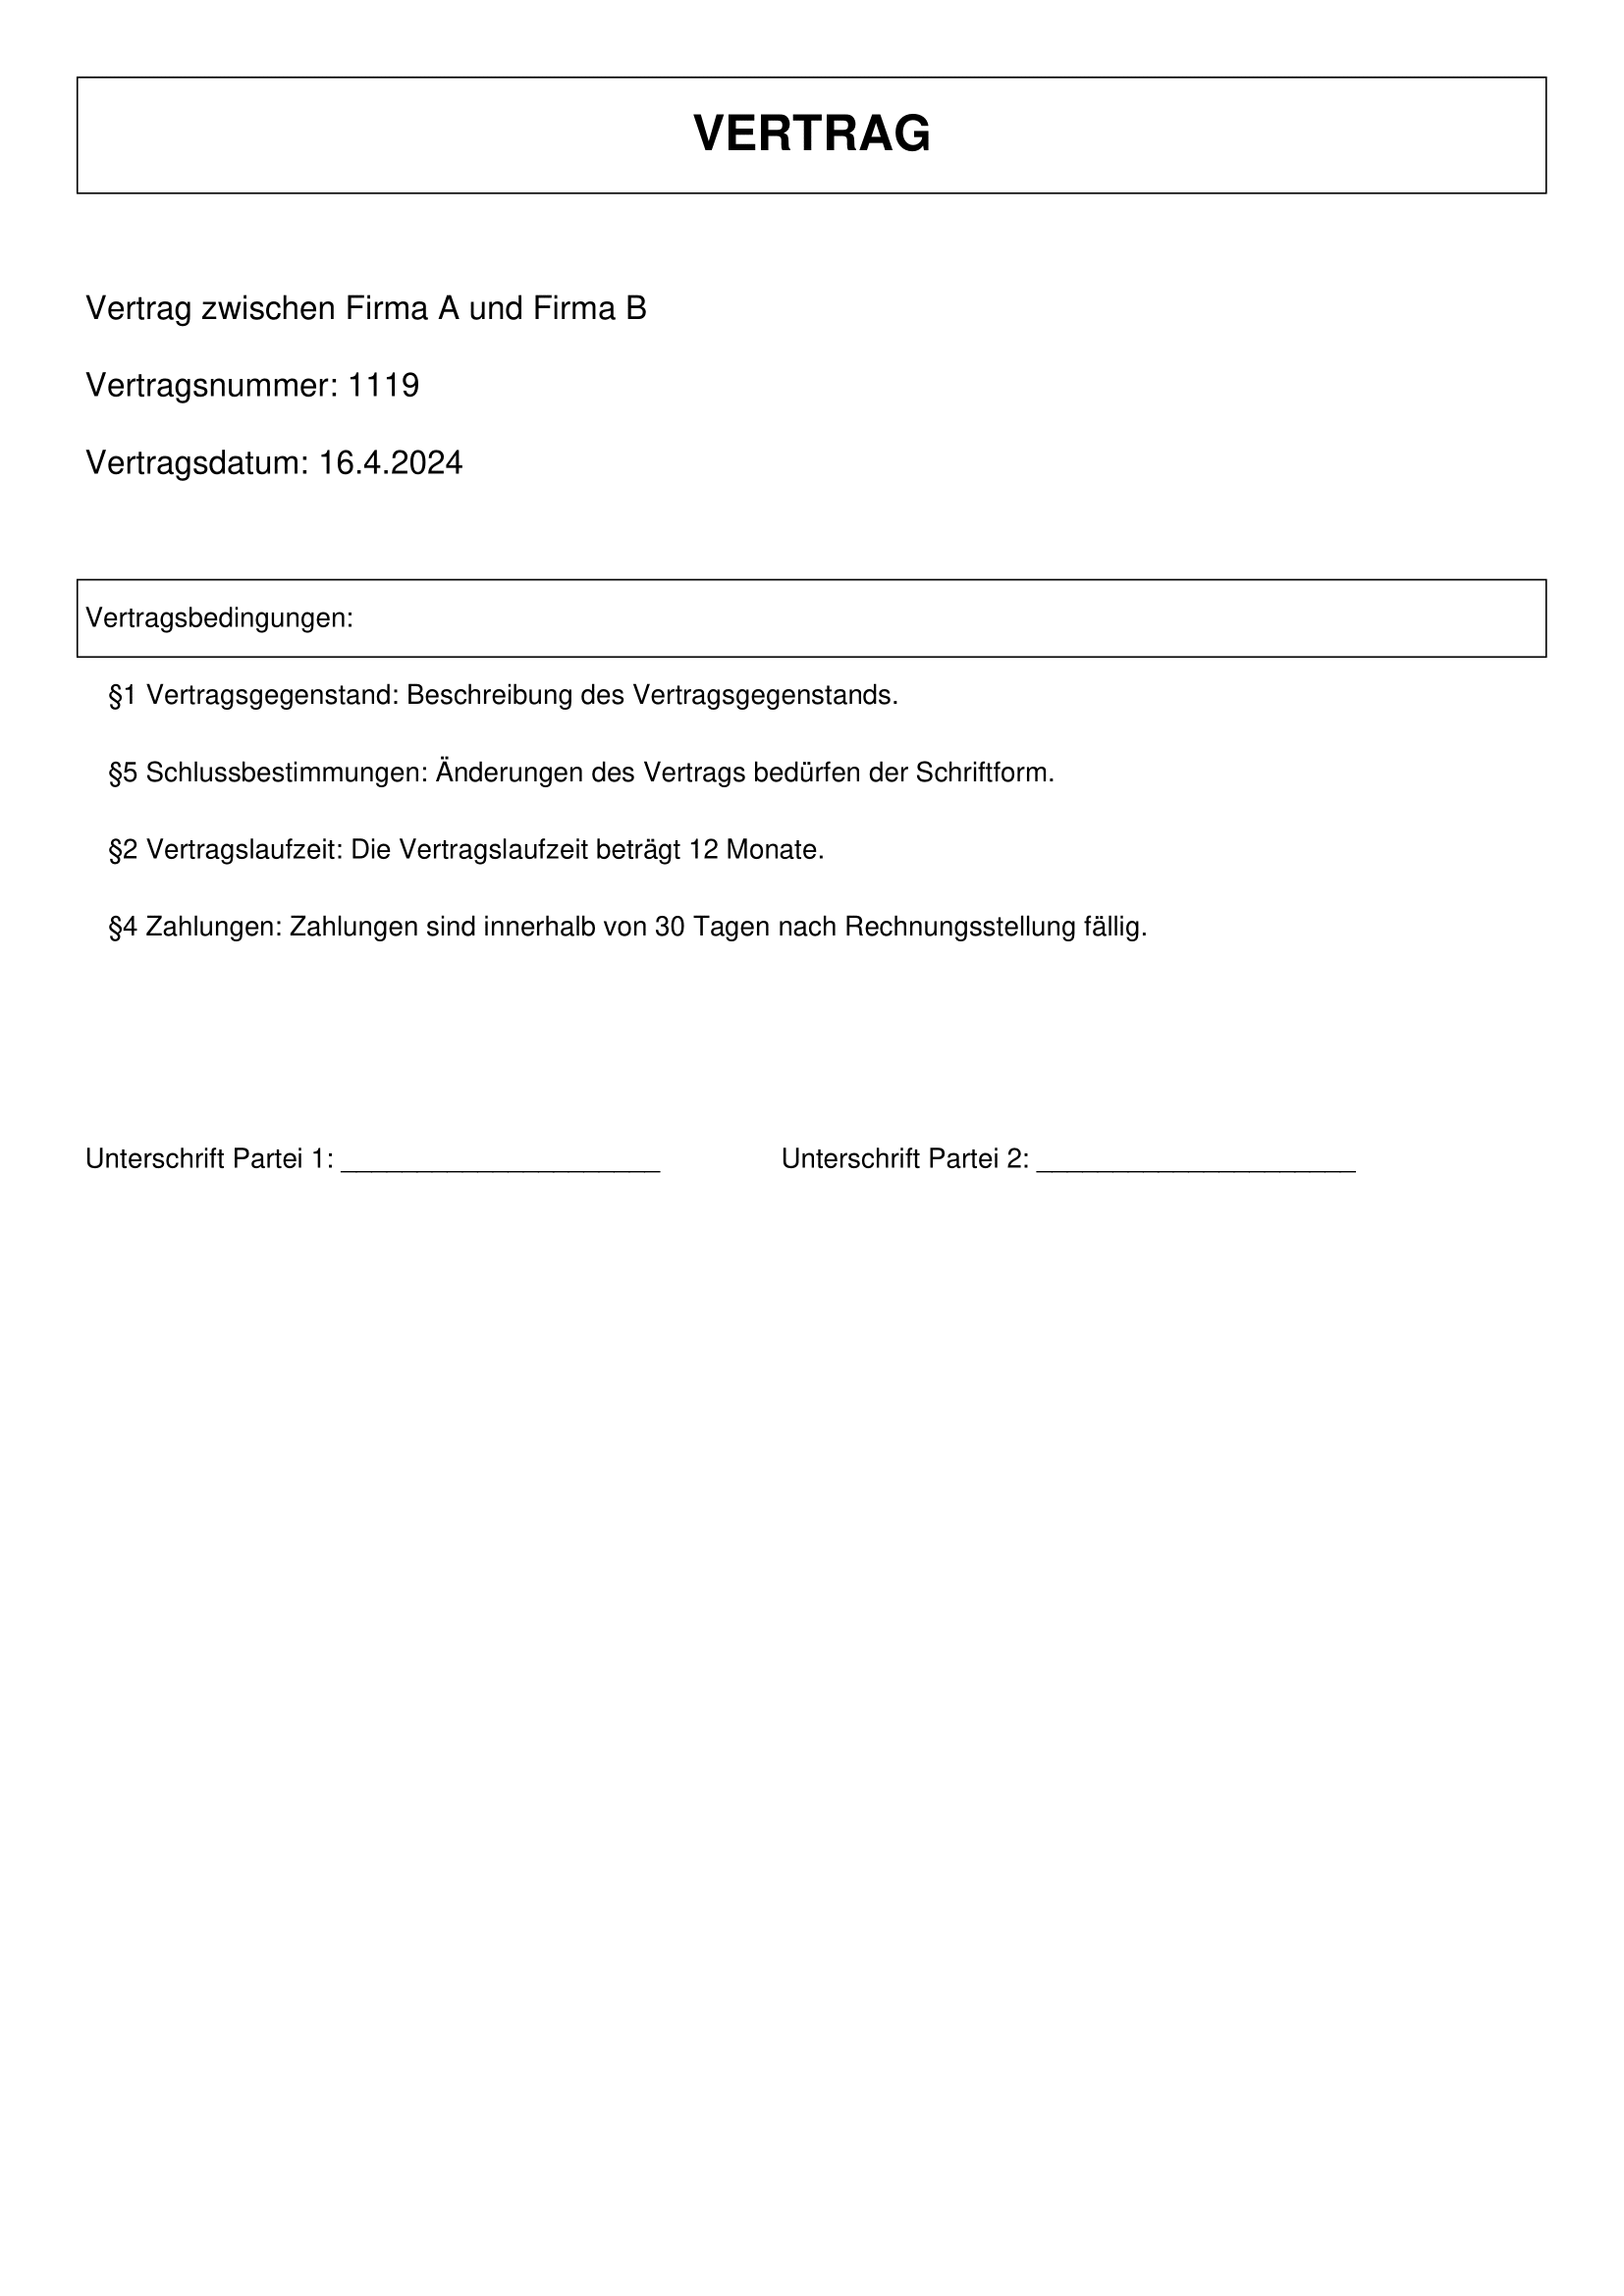 VERTRAG
Vertrag zwischen Firma A und Firma B
Vertragsnummer: 1119
Vertragsdatum: 16.4.2024
Vertragsbedingungen:
§1 Vertragsgegenstand: Beschreibung des Vertragsgegenstands.
§5 Schlussbestimmungen: Änderungen des Vertrags bedürfen der Schriftform.
§2 Vertragslaufzeit: Die Vertragslaufzeit beträgt 12 Monate.
§4 Zahlungen: Zahlungen sind innerhalb von 30 Tagen nach Rechnungsstellung fällig.
Unterschrift Partei 1: _____________________ Unterschrift Partei 2: _____________________